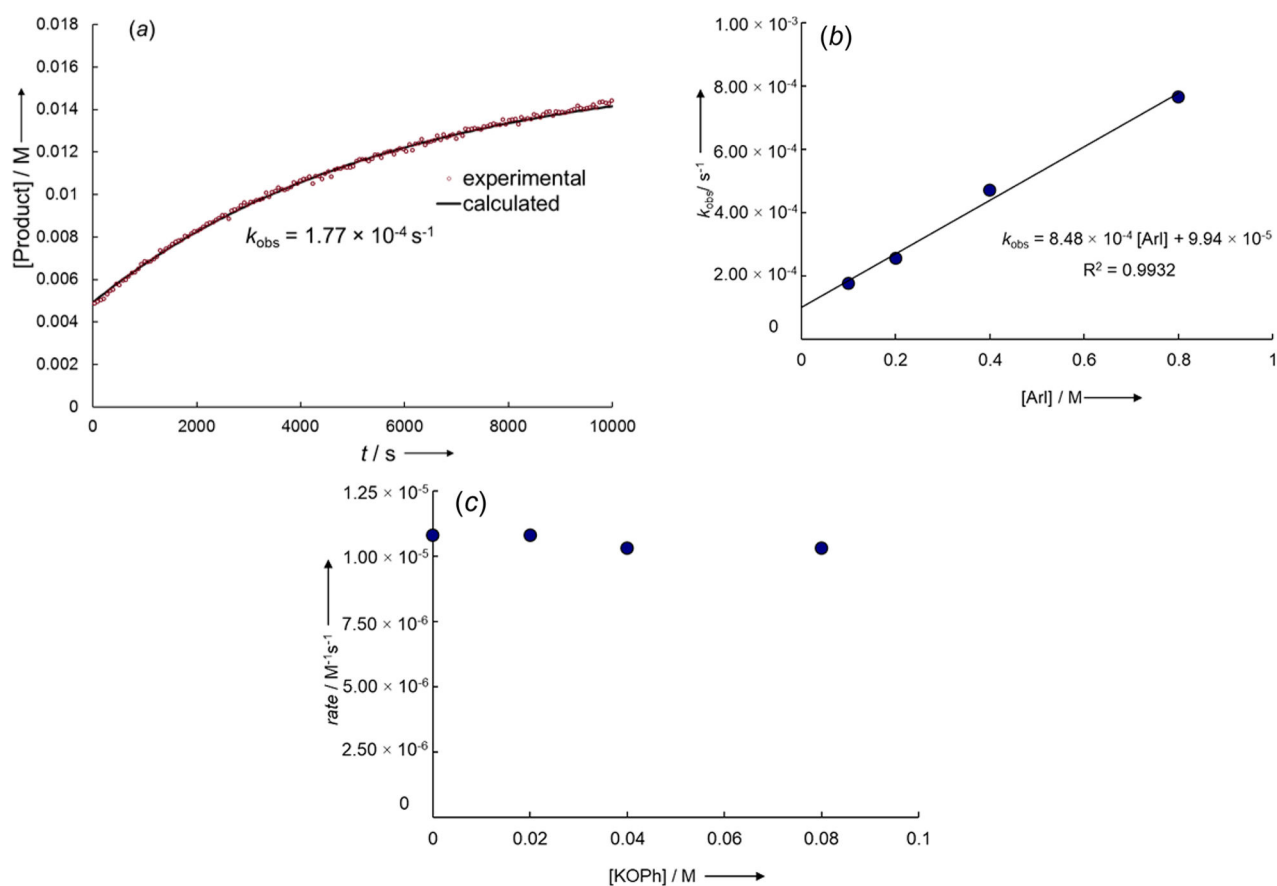 (a)
0.018
0.016
0.014
0.012
0.01
0.008
0.006
0.004
0.002
0
[Product] / M
experimental
calculated
k_obs = 1.77 × 10⁻⁴ s⁻¹
0 2000 4000 6000 8000 10000
t / s
(b)
1.00 × 10⁻³
8.00 × 10⁻⁴
6.00 × 10⁻⁴
4.00 × 10⁻⁴
2.00 × 10⁻⁴
0
k_obs/ s⁻¹
k_obs = 8.48 × 10⁻⁴ [ArI] + 9.94 × 10⁻⁵
R² = 0.9932
0 0.2 0.4 0.6 0.8 1
[ArI] / M
(c)
1.25 × 10⁻⁵
1.00 × 10⁻⁵
7.50 × 10⁻⁶
5.00 × 10⁻⁶
2.50 × 10⁻⁶
0
rate / M⁻¹s⁻¹
0 0.02 0.04 0.06 0.08 0.1
[KOPh] / M